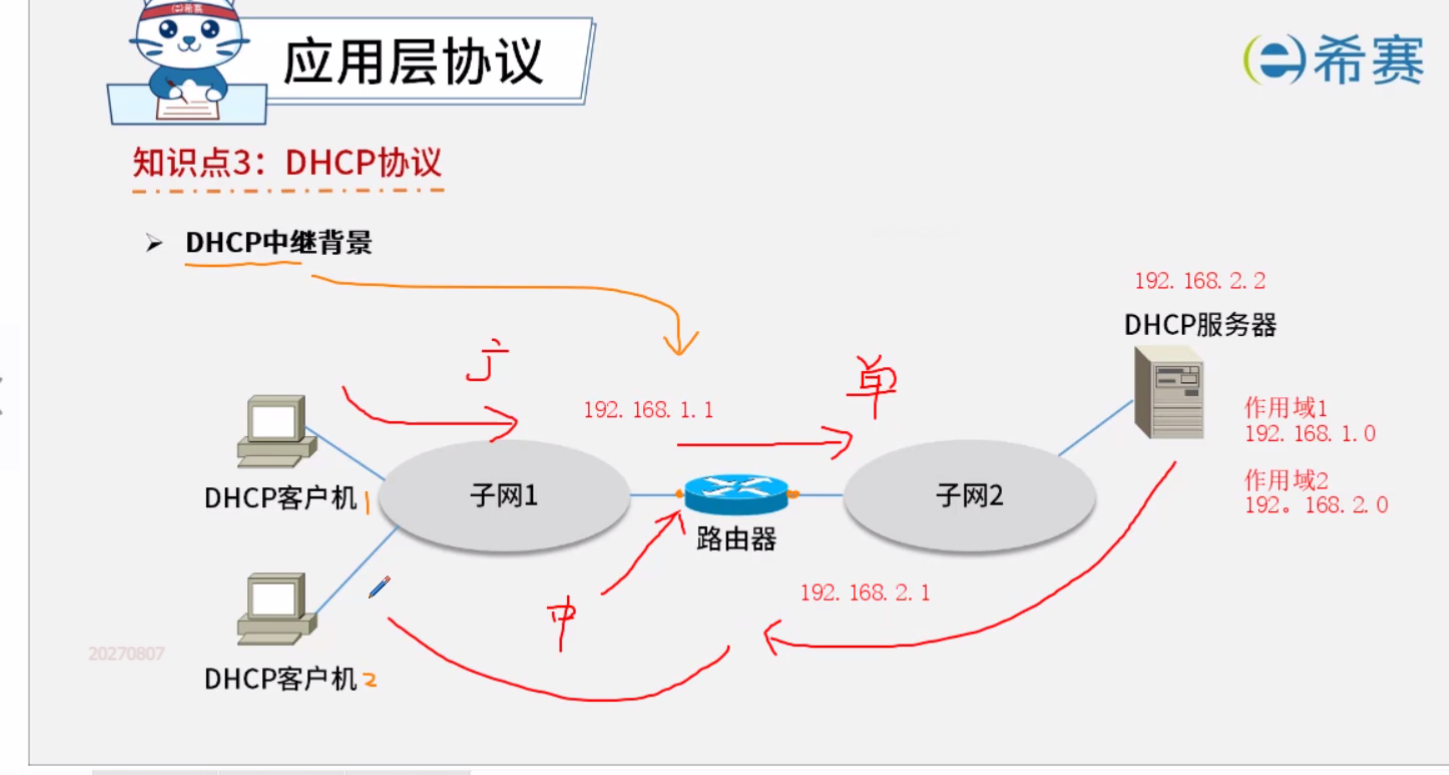 希赛
应用层协议
希赛
知识点3：DHCP协议
➢ DHCP中继背景
192.168.2.2
DHCP服务器
广
单
192.168.1.1
作用域1
192.168.1.0
作用域2
192。168.2.0
DHCP客户机1
子网1
子网2
路由器
192.168.2.1
中
20270807
DHCP客户机2